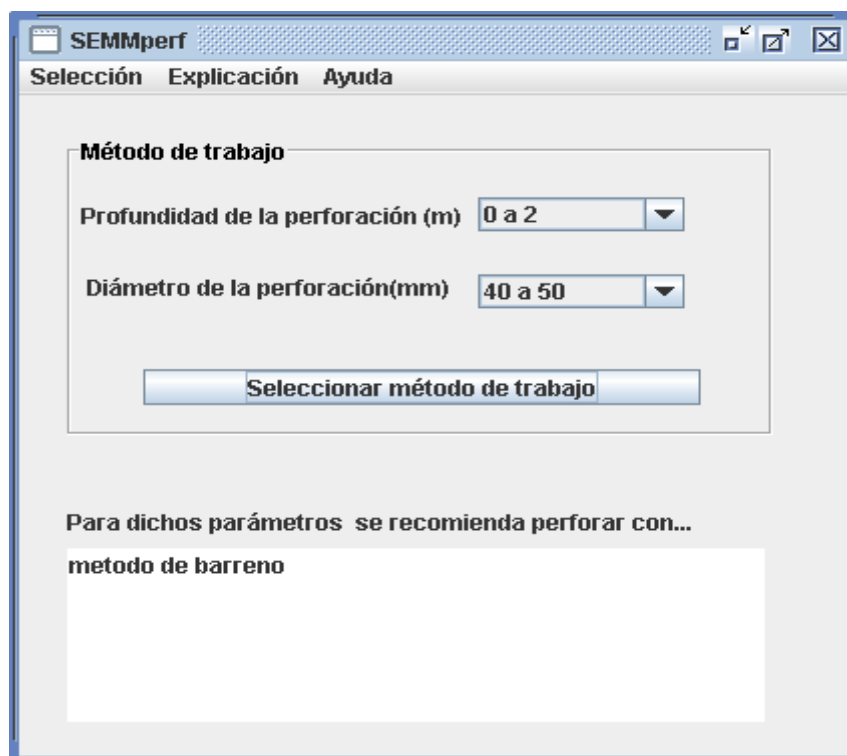 SEMMperf
Selección Explicación Ayuda
Método de trabajo
Profundidad de la perforación (m) 0 a 2
Diámetro de la perforación(mm) 40 a 50
Seleccionar método de trabajo
Para dichos parámetros se recomienda perforar con...
metodo de barreno